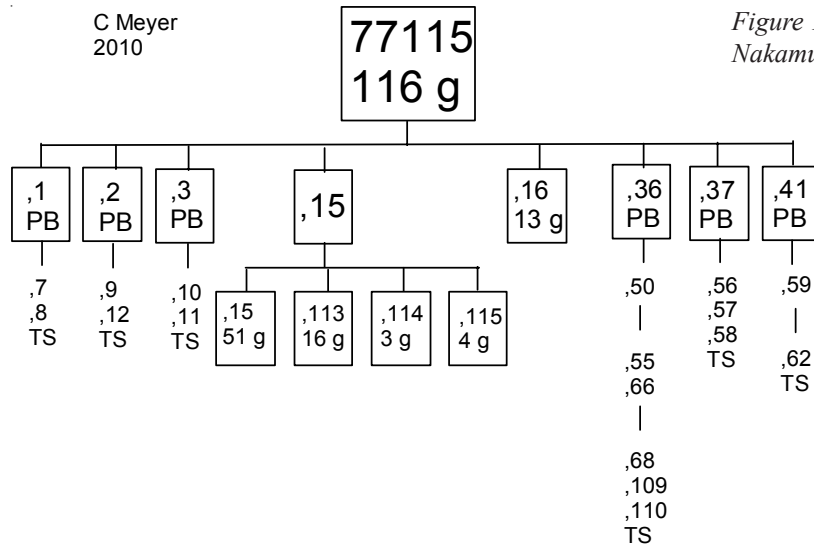 C Meyer
2010
77115
116 g
Figure
Nakamu
,1
PB
,2
PB
,3
PB
,15
,16
13 g
,36
PB
,37
PB
,41
PB
,7
,8
TS
,9
,12
TS
,10
,11
TS
,15
51 g
,113
16 g
,114
3 g
,115
4 g
,50
,55
,66
,68
,109
,110
TS
,56
,57
,58
TS
,59
,62
TS